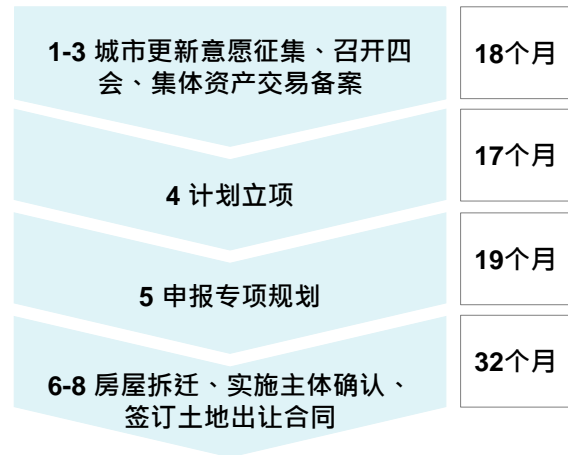 1-3 城市更新意愿征集、召开四
会、集体资产交易备案
18个月
4 计划立项
17个月
5 申报专项规划
19个月
6-8 房屋拆迁、实施主体确认、
签订土地出让合同
32个月